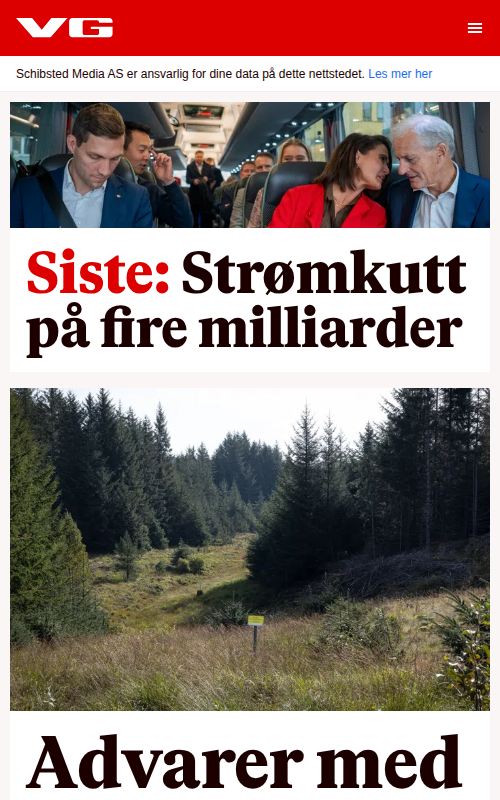 VG
Schibsted Media AS er ansvarlig for dine data på dette nettstedet. Les mer her
Siste: Strømkutt
på fire milliarder
Advarer med